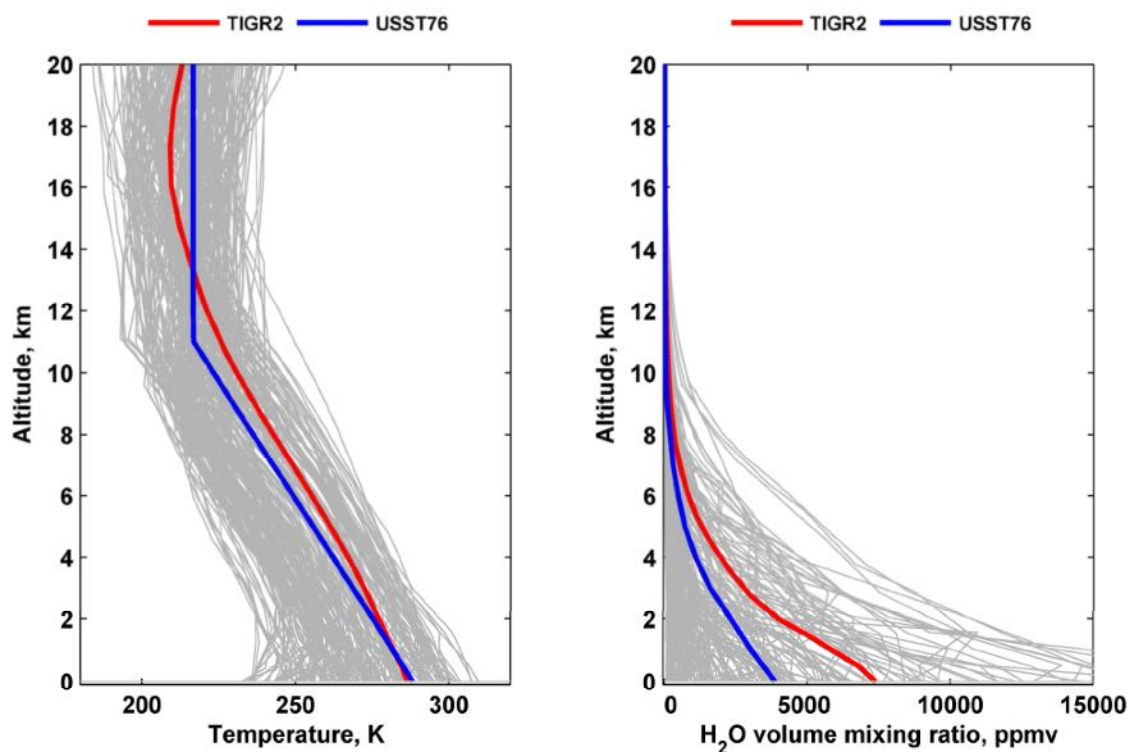 TIGR2 USST76
20
18
16
14
12
10
8
6
4
2
0
Altitude, km
200 250 300
Temperature, K
TIGR2 USST76
20
18
16
14
12
10
8
6
4
2
0
Altitude, km
0 5000 10000 15000
H₂O volume mixing ratio, ppmv